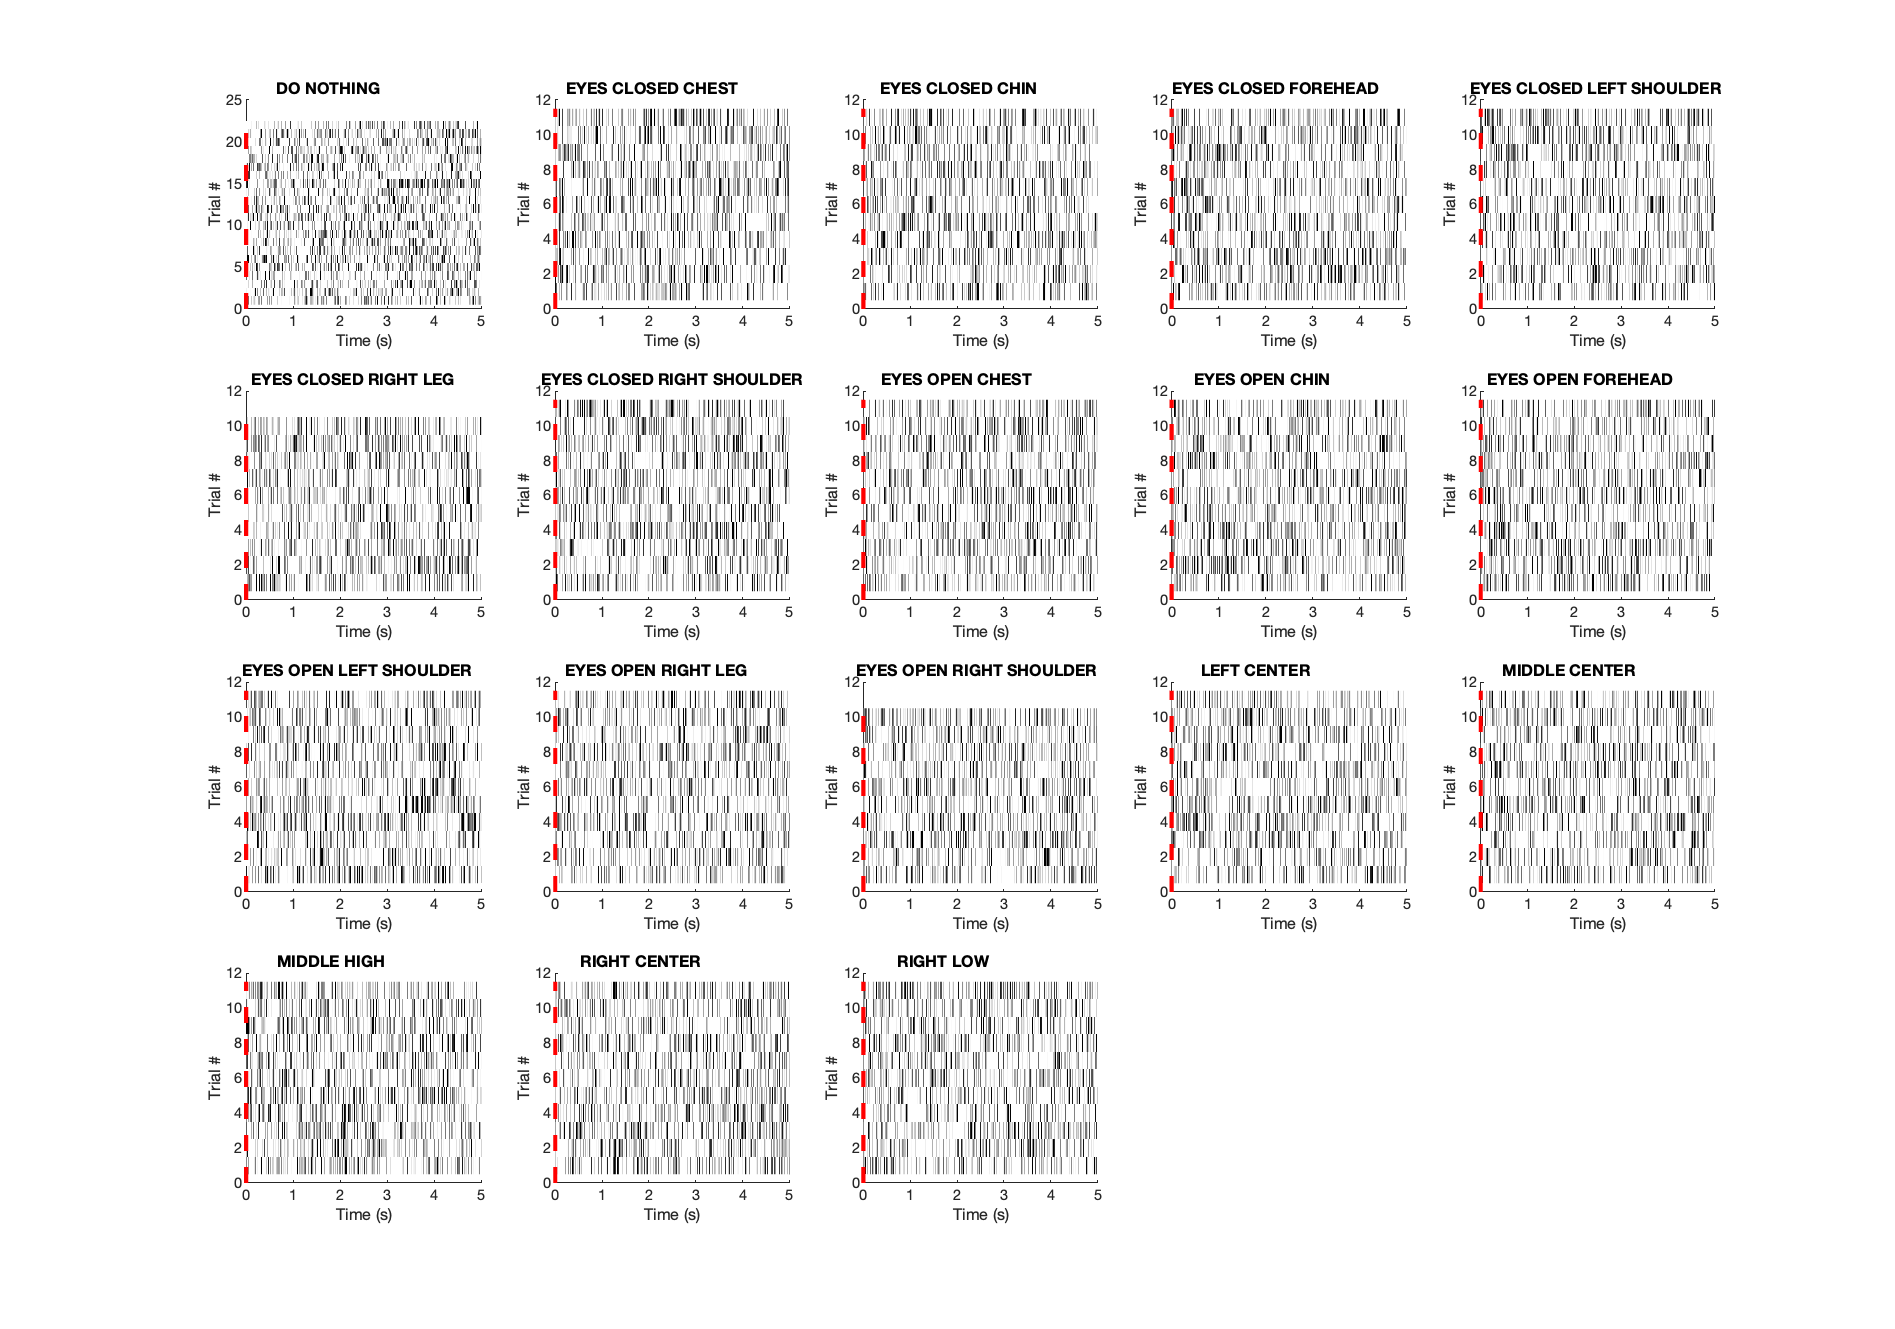 DO NOTHING
25
20
15
10
5
0
Trial #
0 1 2 3 4 5
Time (s)
EYES CLOSED CHEST
12
10
8
6
4
2
0
Trial #
0 1 2 3 4 5
Time (s)
EYES CLOSED CHIN
12
10
8
6
4
2
0
Trial #
0 1 2 3 4 5
Time (s)
EYES CLOSED FOREHEAD
12
10
8
6
4
2
0
Trial #
0 1 2 3 4 5
Time (s)
EYES CLOSED LEFT SHOULDER
12
10
8
6
4
2
0
Trial #
0 1 2 3 4 5
Time (s)
EYES CLOSED RIGHT LEG
12
10
8
6
4
2
0
Trial #
0 1 2 3 4 5
Time (s)
EYES CLOSED RIGHT SHOULDER
12
10
8
6
4
2
0
Trial #
0 1 2 3 4 5
Time (s)
EYES OPEN CHEST
12
10
8
6
4
2
0
Trial #
0 1 2 3 4 5
Time (s)
EYES OPEN CHIN
12
10
8
6
4
2
0
Trial #
0 1 2 3 4 5
Time (s)
EYES OPEN FOREHEAD
12
10
8
6
4
2
0
Trial #
0 1 2 3 4 5
Time (s)
EYES OPEN LEFT SHOULDER
12
10
8
6
4
2
0
Trial #
0 1 2 3 4 5
Time (s)
EYES OPEN RIGHT LEG
12
10
8
6
4
2
0
Trial #
0 1 2 3 4 5
Time (s)
EYES OPEN RIGHT SHOULDER
12
10
8
6
4
2
0
Trial #
0 1 2 3 4 5
Time (s)
LEFT CENTER
12
10
8
6
4
2
0
Trial #
0 1 2 3 4 5
Time (s)
MIDDLE CENTER
12
10
8
6
4
2
0
Trial #
0 1 2 3 4 5
Time (s)
MIDDLE HIGH
12
10
8
6
4
2
0
Trial #
0 1 2 3 4 5
Time (s)
RIGHT CENTER
12
10
8
6
4
2
0
Trial #
0 1 2 3 4 5
Time (s)
RIGHT LOW
12
10
8
6
4
2
0
Trial #
0 1 2 3 4 5
Time (s)